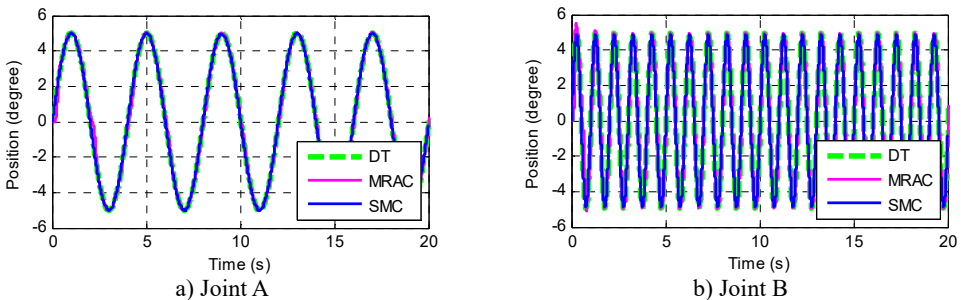 6
4
2
0
-2
-4
-6
Position (degree)
DT
MRAC
SMC
0 5 10 15 20
Time (s)
a) Joint A
6
4
2
0
-2
-4
-6
Position (degree)
DT
MRAC
SMC
0 5 10 15 20
Time (s)
b) Joint B